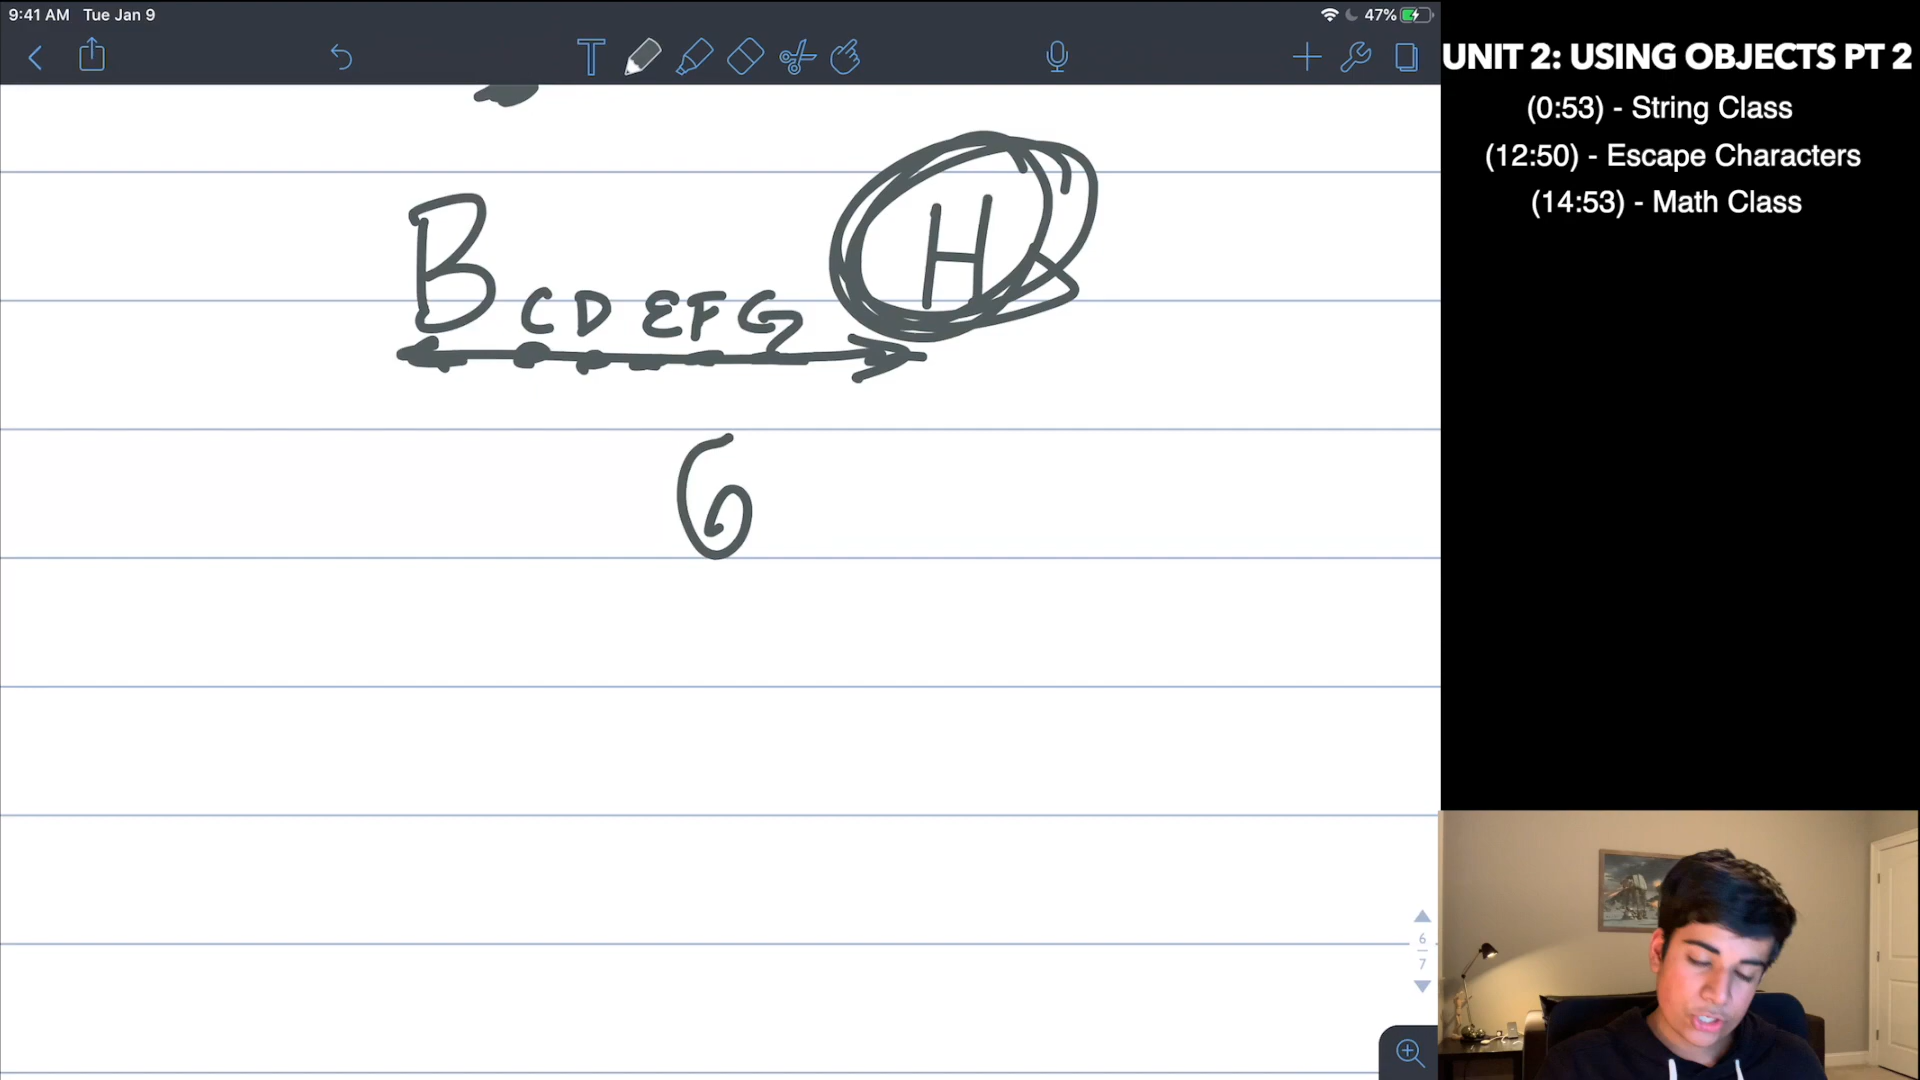 9:41 AM Tue Jan 9
47%
T
UNIT 2: USING OBJECTS PT 2
(0:53) - String Class
(12:50) - Escape Characters
(14:53) - Math Class
B C D E F G H
6
6
7